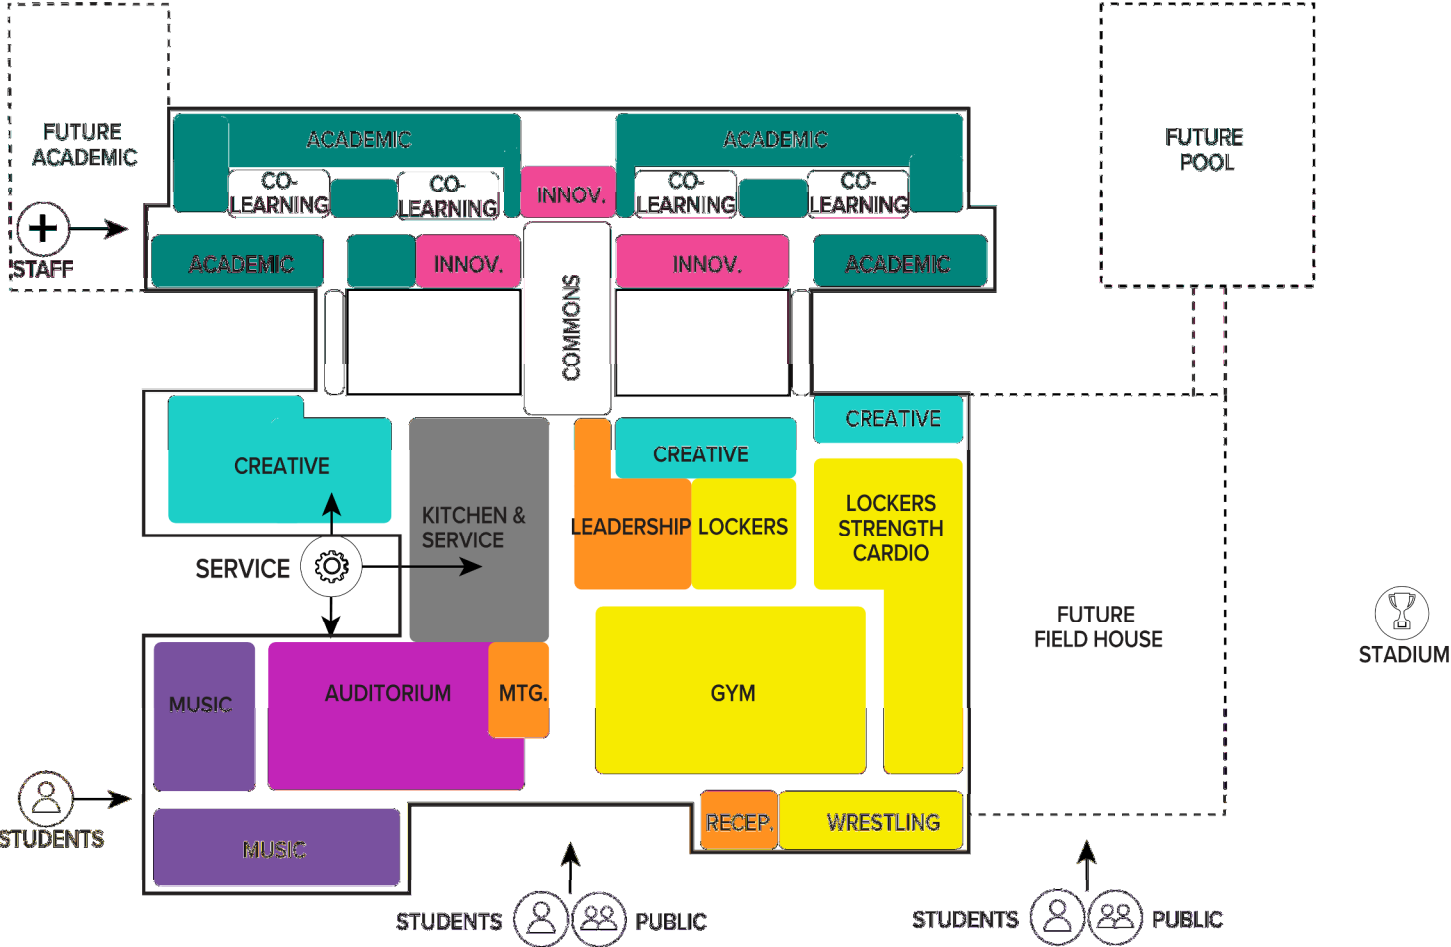 FUTURE
ACADEMIC
ACADEMIC
ACADEMIC
FUTURE
POOL
CO-
LEARNING
CO-
LEARNING
INNOV.
CO-
LEARNING
CO-
LEARNING
STAFF
ACADEMIC
INNOV.
INNOV.
ACADEMIC
COMMONS
CREATIVE
CREATIVE
CREATIVE
KITCHEN &
SERVICE
LEADERSHIP
LOCKERS
LOCKERS
STRENGTH
CARDIO
SERVICE
FUTURE
FIELD HOUSE
STADIUM
MUSIC
AUDITORIUM
MTG.
GYM
STUDENTS
MUSIC
RECEP.
WRESTLING
STUDENTS
PUBLIC
STUDENTS
PUBLIC